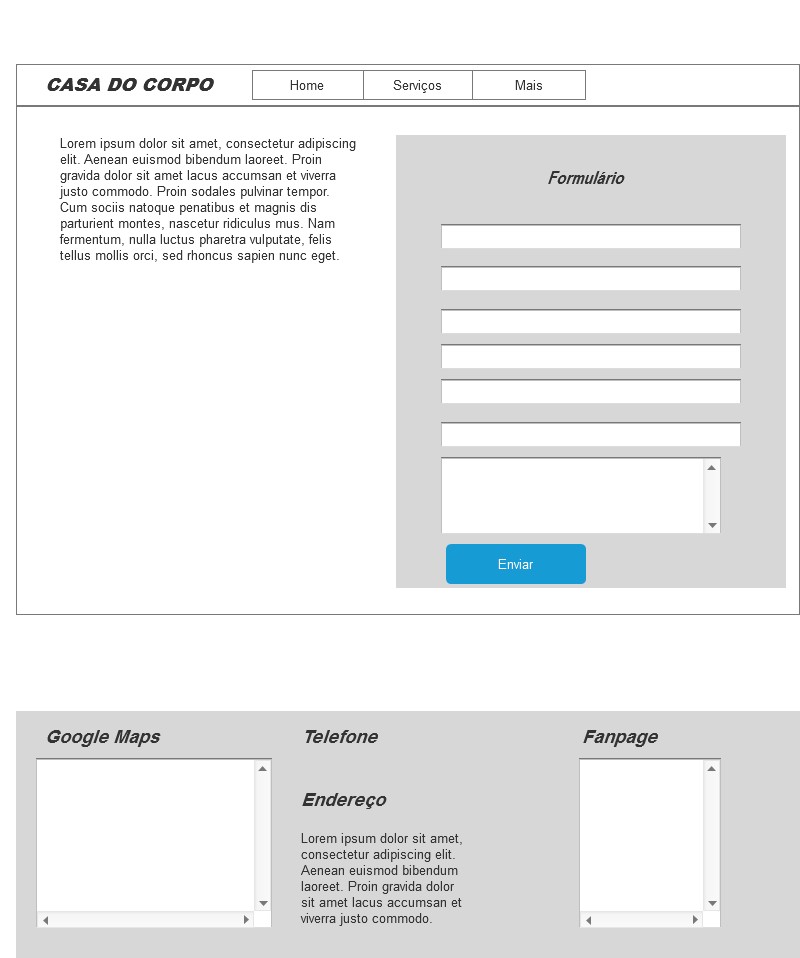 CASA DO CORPO
Home
Serviços
Mais
Lorem ipsum dolor sit amet, consectetur adipiscing
elit. Aenean euismod bibendum laoreet. Proin
gravida dolor sit amet lacus accumsan et viverra
justo commodo. Proin sodales pulvinar tempor.
Cum sociis natoque penatibus et magnis dis
parturient montes, nascetur ridiculus mus. Nam
fermentum, nulla luctus pharetra vulputate, felis
tellus mollis orci, sed rhoncus sapien nunc eget.
Formulário
Enviar
Google Maps
Telefone
Endereço
Lorem ipsum dolor sit amet,
consectetur adipiscing elit.
Aenean euismod bibendum
laoreet. Proin gravida dolor
sit amet lacus accumsan et
viverra justo commodo.
Fanpage